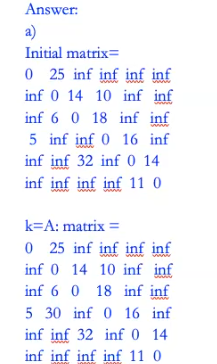 Answer:
a)
Initial matrix=
0 25 inf inf inf inf
inf 0 14 10 inf inf
inf 6 0 18 inf inf
5 inf inf 0 16 inf
inf inf 32 inf 0 14
inf inf inf inf 11 0
k=A: matrix =
0 25 inf inf inf inf
inf 0 14 10 inf inf
inf 6 0 18 inf inf
5 30 inf 0 16 inf
inf inf 32 inf 0 14
inf inf inf inf 11 0